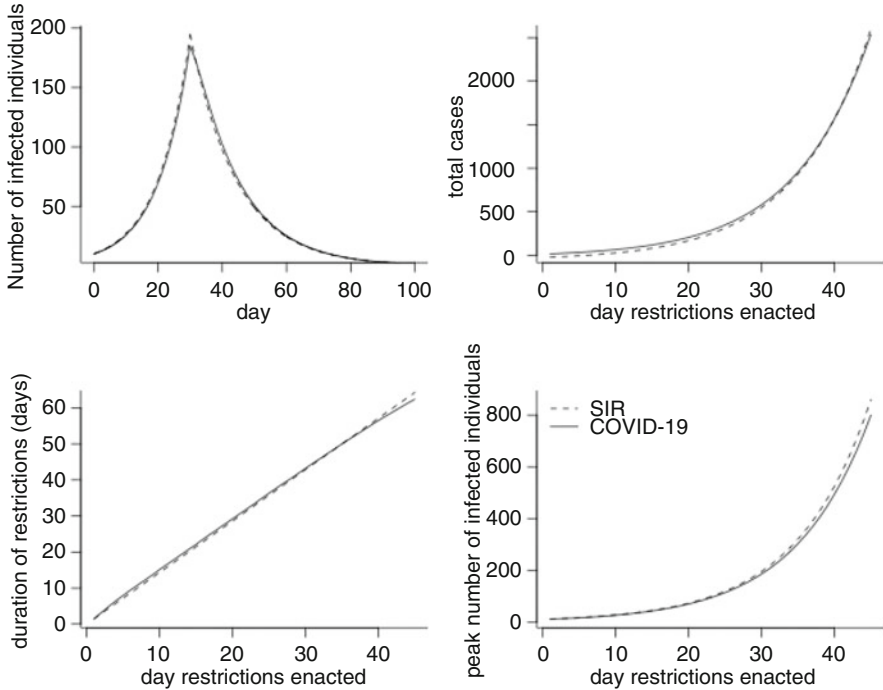 Number of infected individuals
200
150
100
50
0 20 40 60 80 100
day
total cases
2000
1000
500
0
0 10 20 30 40
day restrictions enacted
duration of restrictions (days)
60
50
40
30
20
10
0
0 10 20 30 40
day restrictions enacted
peak number of infected individuals
800
600
400
200
0
SIR
COVID-19
0 10 20 30 40
day restrictions enacted